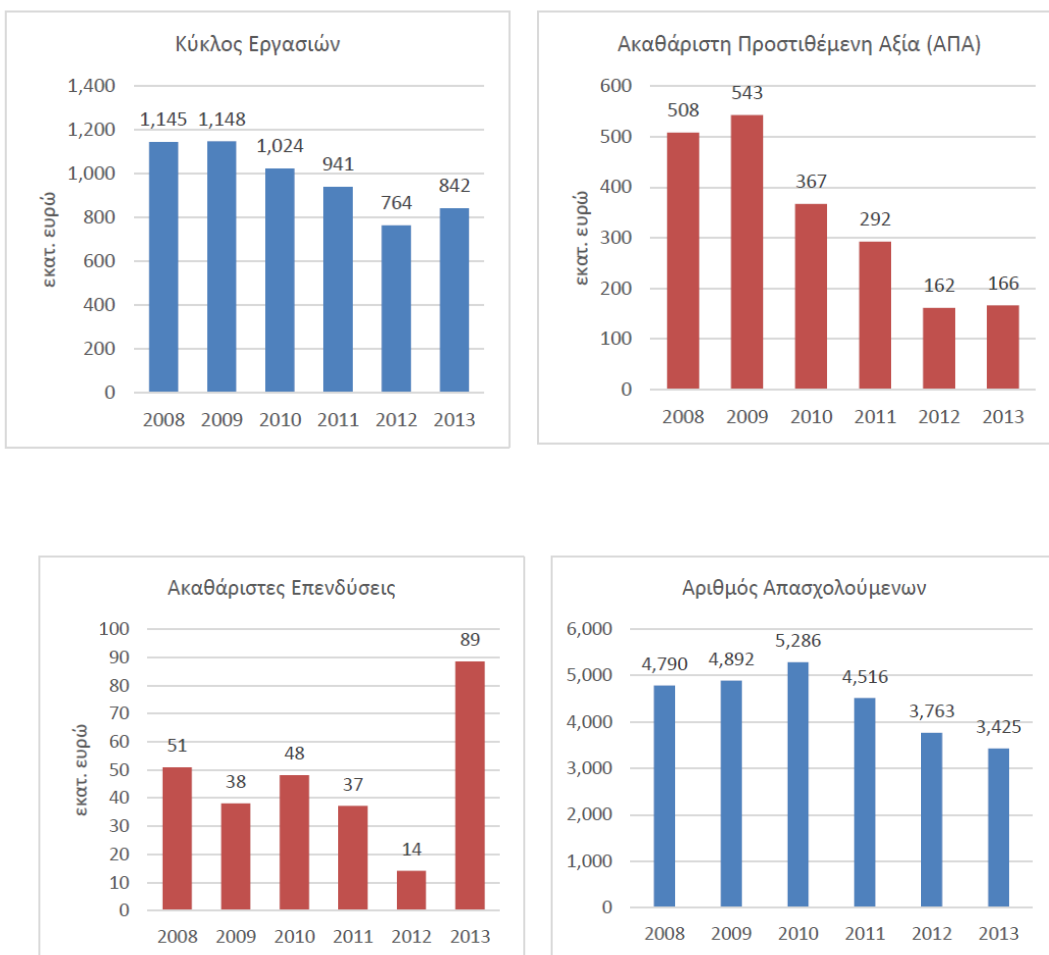 Κύκλος Εργασιών
εκατ. ευρώ
1,400
1,200
1,000
800
600
400
200
0
1,145 1,148 1,024 941 764 842
2008 2009 2010 2011 2012 2013
Ακαθάριστη Προστιθέμενη Αξία (ΑΠΑ)
εκατ. ευρώ
600
500
400
300
200
100
0
508 543 367 292 162 166
2008 2009 2010 2011 2012 2013
Ακαθάριστες Επενδύσεις
εκατ. ευρώ
100
90
80
70
60
50
40
30
20
10
0
51 38 48 37 14 89
2008 2009 2010 2011 2012 2013
Αριθμός Απασχολούμενων
6,000
5,000
4,000
3,000
2,000
1,000
0
4,790 4,892 5,286 4,516 3,763 3,425
2008 2009 2010 2011 2012 2013